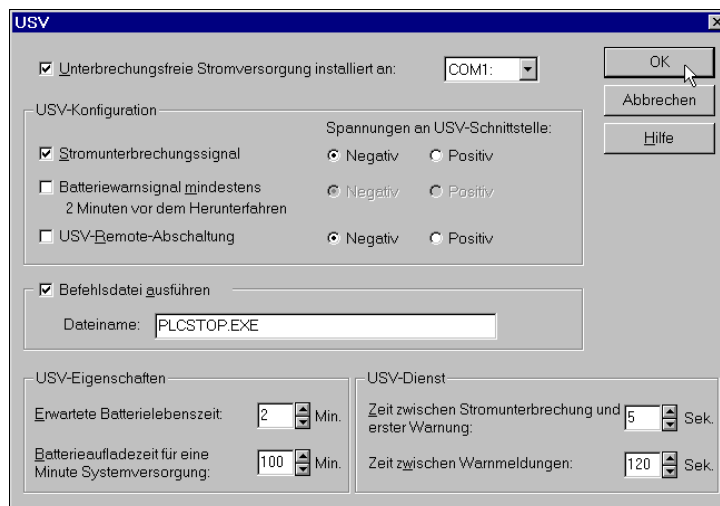 USV
Unterbrechungsfreie Stromversorgung installiert an: COM1:
OK
Abbrechen
Hilfe
USV-Konfiguration
Spannungen an USV-Schnittstelle:
Stromunterbrechungssignal Negativ Positiv
Batteriewarnsignal mindestens
2 Minuten vor dem Herunterfahren
Negativ Positiv
USV-Remote-Abschaltung Negativ Positiv
Befehlsdatei ausführen
Dateiname: PLCSTOP.EXE
USV-Eigenschaften
Erwartete Batterielebenszeit: 2 Min.
Batterieaufladezeit für eine
Minute Systemversorgung: 100 Min.
USV-Dienst
Zeit zwischen Stromunterbrechung und
erster Warnung: 5 Sek.
Zeit zwischen Warnmeldungen: 120 Sek.